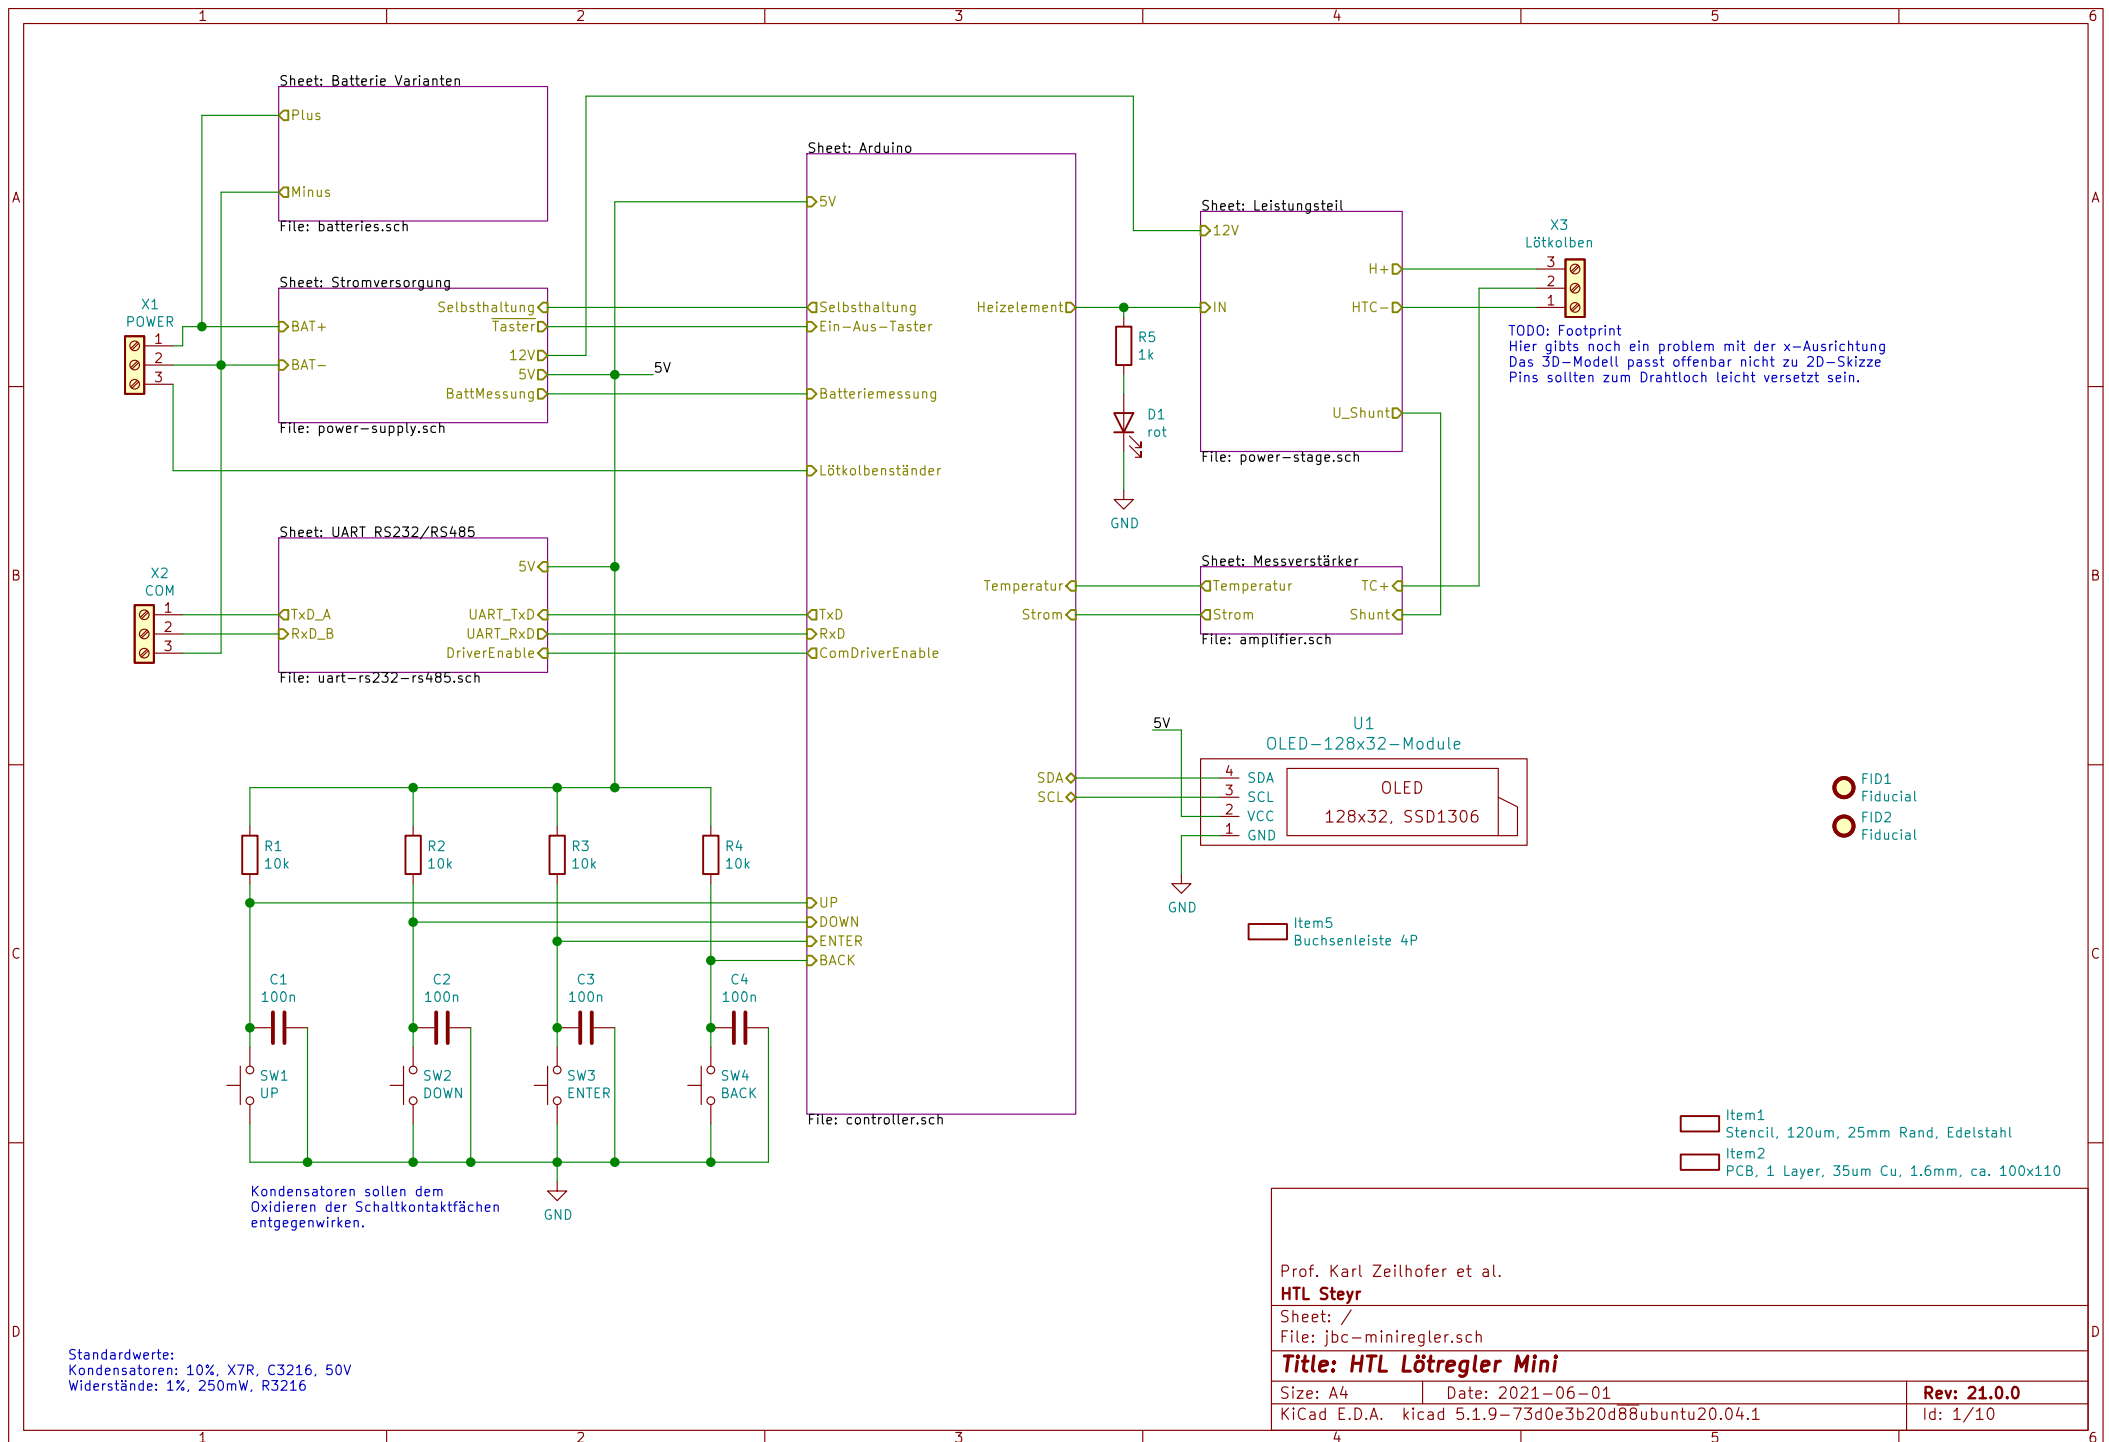 1 2 3 4 5 6
A
B
C
D
A
B
C
D
1 2 3 4 5 6
Sheet: Batterie Varianten
Plus
Minus
File: batteries.sch
Sheet: Stromversorgung
BAT+
BAT-
Selbsthaltung
Taster
12V
5V
BattMessung
File: power-supply.sch
5V
X1
POWER
1
2
3
Sheet: UART RS232/RS485
TxD_A
RxD_B
5V
UART_TxD
UART_RxD
DriverEnable
File: uart-rs232-rs485.sch
X2
COM
1
2
3
Sheet: Arduino
5V
Selbsthaltung
Ein-Aus-Taster
Batteriemessung
Lötkolbenständer
TxD
RxD
ComDriverEnable
UP
DOWN
ENTER
BACK
Heizelement
Temperatur
Strom
SDA
SCL
File: controller.sch
R5
1k
D1
rot
GND
Sheet: Leistungsteil
12V
IN
H+
HTC-
U_Shunt
File: power-stage.sch
X3
Lötkolben
3
2
1
TODO: Footprint
Hier gibts noch ein problem mit der x-Ausrichtung
Das 3D-Modell passt offenbar nicht zu 2D-Skizze
Pins sollten zum Drahtloch leicht versetzt sein.
Sheet: Messverstärker
Temperatur
Strom
TC+
Shunt
File: amplifier.sch
5V
U1
OLED-128x32-Module
4 SDA
3 SCL
2 VCC
1 GND
OLED
128x32, SSD1306
GND
Item5
Buchsenleiste 4P
FID1
Fiducial
FID2
Fiducial
R1
10k
R2
10k
R3
10k
R4
10k
C1
100n
C2
100n
C3
100n
C4
100n
SW1
UP
SW2
DOWN
SW3
ENTER
SW4
BACK
GND
Kondensatoren sollen dem
Oxidieren der Schaltkontaktfächen
entgegenwirken.
Standardwerte:
Kondensatoren: 10%, X7R, C3216, 50V
Widerstände: 1%, 250mW, R3216
Item1
Stencil, 120um, 25mm Rand, Edelstahl
Item2
PCB, 1 Layer, 35um Cu, 1.6mm, ca. 100x110
Prof. Karl Zeilhofer et al.
HTL Steyr
Sheet: /
File: jbc-miniregler.sch
Title: HTL Lötregler Mini
Size: A4 Date: 2021-06-01 Rev: 21.0.0
KiCad E.D.A. kicad 5.1.9-73d0e3b20d88ubuntu20.04.1 Id: 1/10